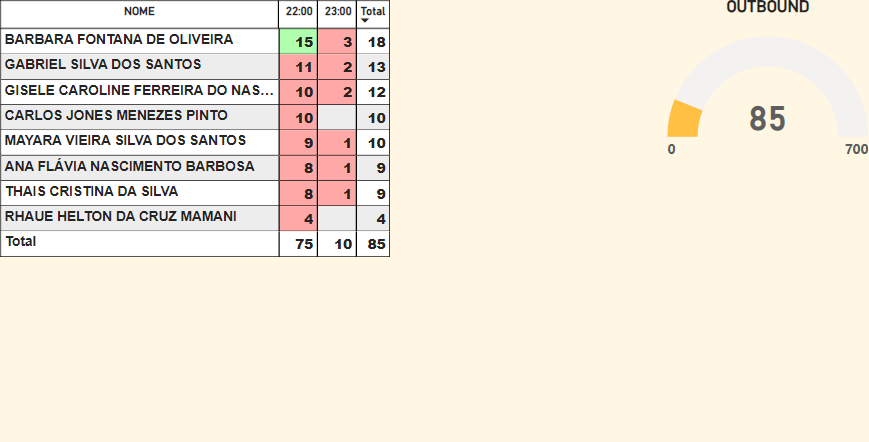 NOME 22:00 23:00 Total
BARBARA FONTANA DE OLIVEIRA 15 3 18
GABRIEL SILVA DOS SANTOS 11 2 13
GISELE CAROLINE FERREIRA DO NAS... 10 2 12
CARLOS JONES MENEZES PINTO 10 10
MAYARA VIEIRA SILVA DOS SANTOS 9 1 10
ANA FLÁVIA NASCIMENTO BARBOSA 8 1 9
THAIS CRISTINA DA SILVA 8 1 9
RHAUE HELTON DA CRUZ MAMANI 4 4
Total 75 10 85
OUTBOUND
85
0 700